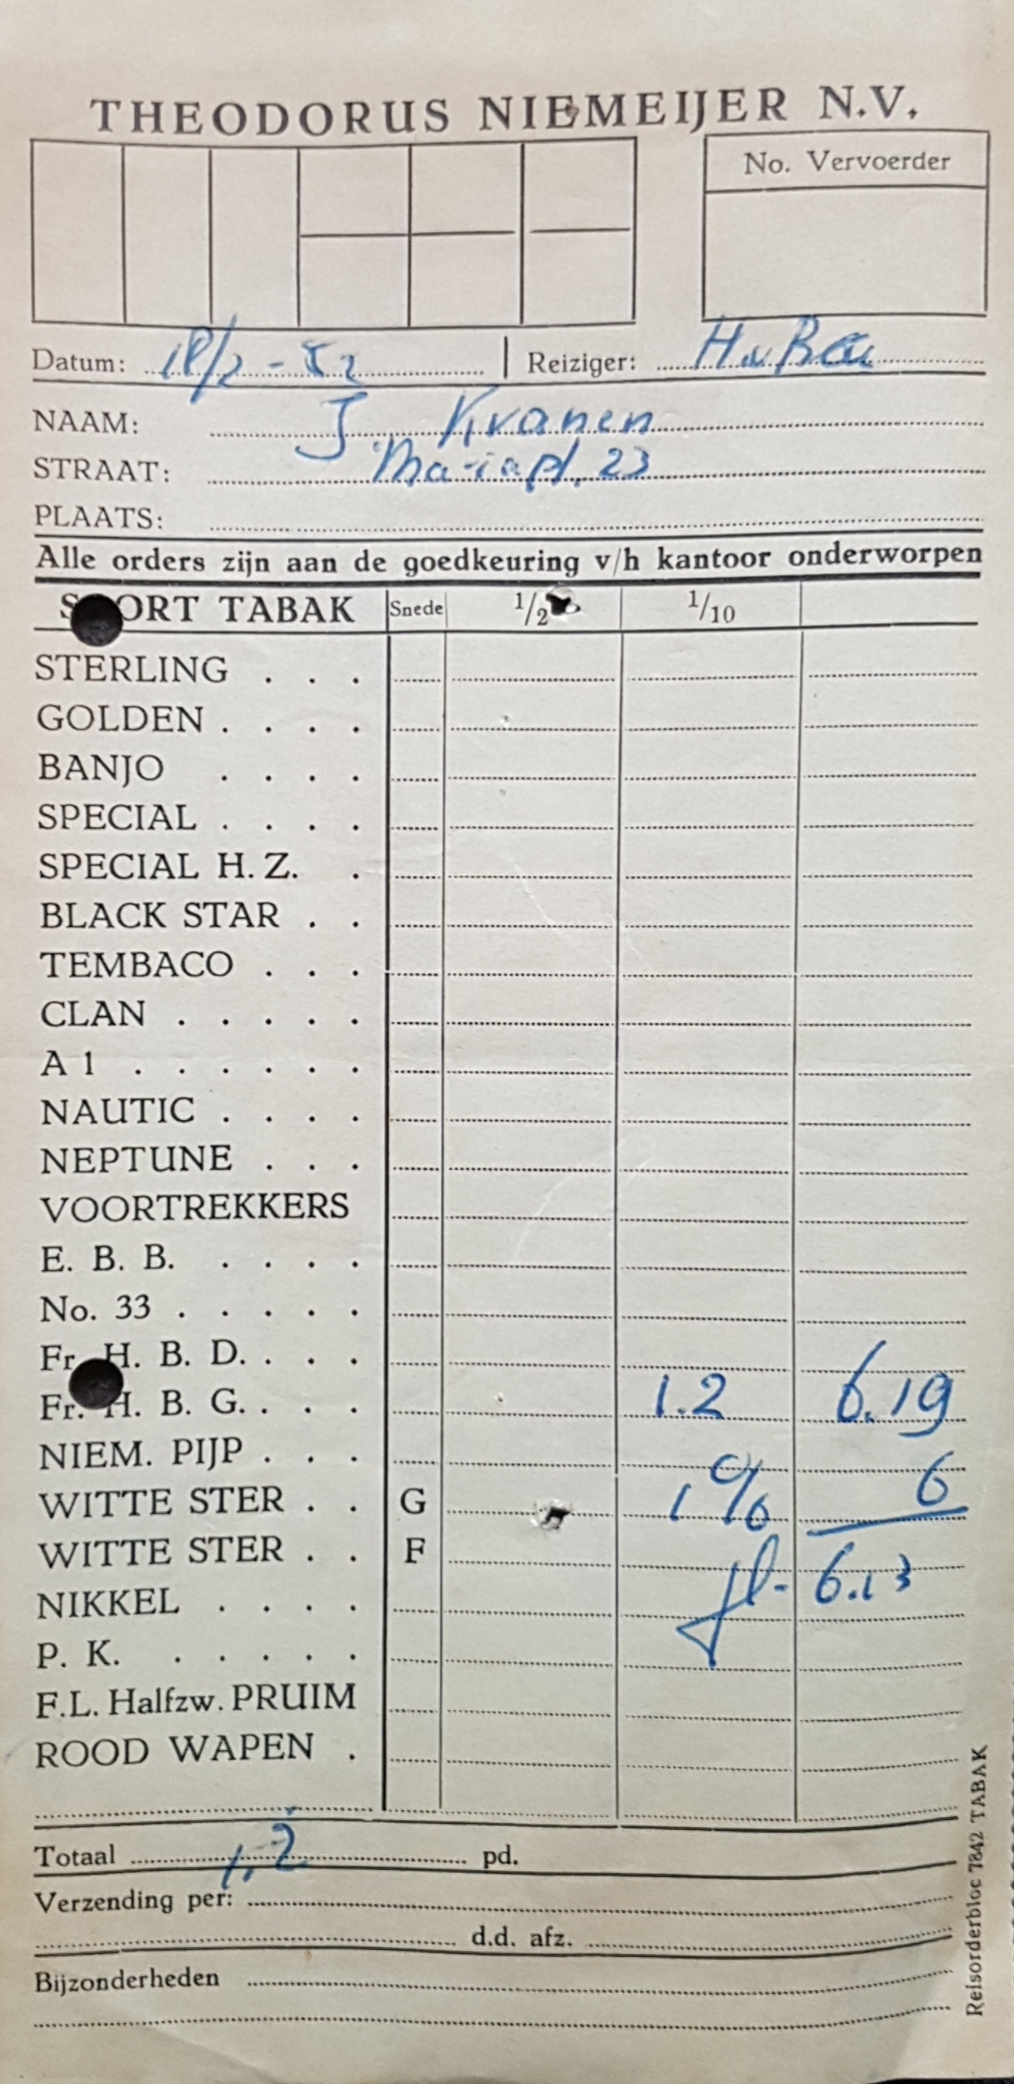 THEODORUS NIEMEIJER N.V.
No. Vervoerder
Datum: 18/2 - 52 Reiziger: H.v.
NAAM: J. Kranen
STRAAT: Mariapl. 23
PLAATS:
Alle orders zijn aan de goedkeuring v/h kantoor onderworpen
SOORT TABAK Snede 1/2 1/10
STERLING . . .
GOLDEN . . . .
BANJO . . . .
SPECIAL . . . .
SPECIAL H. Z. .
BLACK STAR . .
TEMBACO . . .
CLAN . . . . .
A 1 . . . . . .
NAUTIC . . . .
NEPTUNE . . .
VOORTREKKERS
E. B. B. . . . .
No. 33 . . . . .
Fr. H. B. D. . . .
Fr. H. B. G. . . . 1.2 6.19
NIEM. PIJP . . .
WITTE STER . . G 1 % 6
WITTE STER . . F fl- 6.13
NIKKEL . . . .
P. K. . . . . .
F.L. Halfzw. PRUIM
ROOD WAPEN .
Totaal 1,2 pd.
Verzending per:
d.d. afz.
Bijzonderheden
Reisorderbloc 7842 TABAK